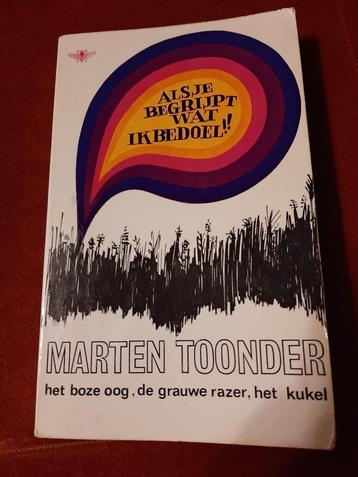 ALS JE
BEGRIJPT
WAT
IK BEDOEL!!
MARTEN TOONDER
het boze oog, de grauwe razer, het kukel